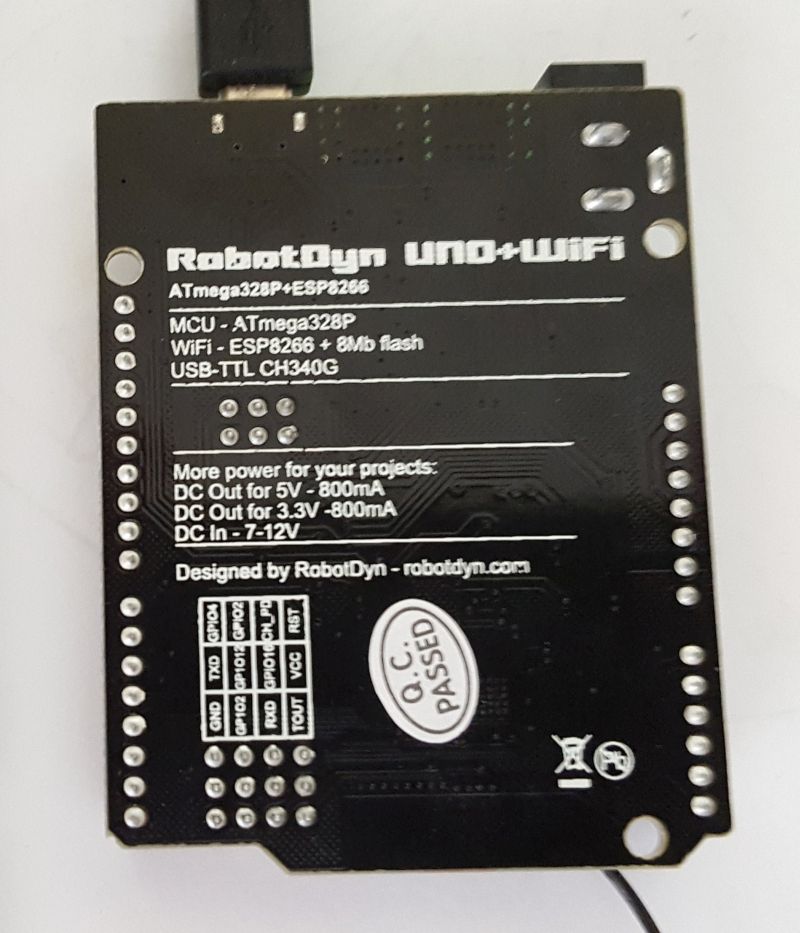 RobotDyn UNO+WiFi
ATmega328P+ESP8266
MCU - ATmega328P
WiFi - ESP8266 + 8Mb flash
USB-TTL CH340G
More power for your projects:
DC Out for 5V - 800mA
DC Out for 3.3V -800mA
DC In - 7-12V
Designed by RobotDyn - robotdyn.com
GPIO4 GPIO2 CH_PD RST
TXD GPIO12 GPIO16 VCC
GND GPIO2 RXD TOUT
Q.C.
PASSED
Pb